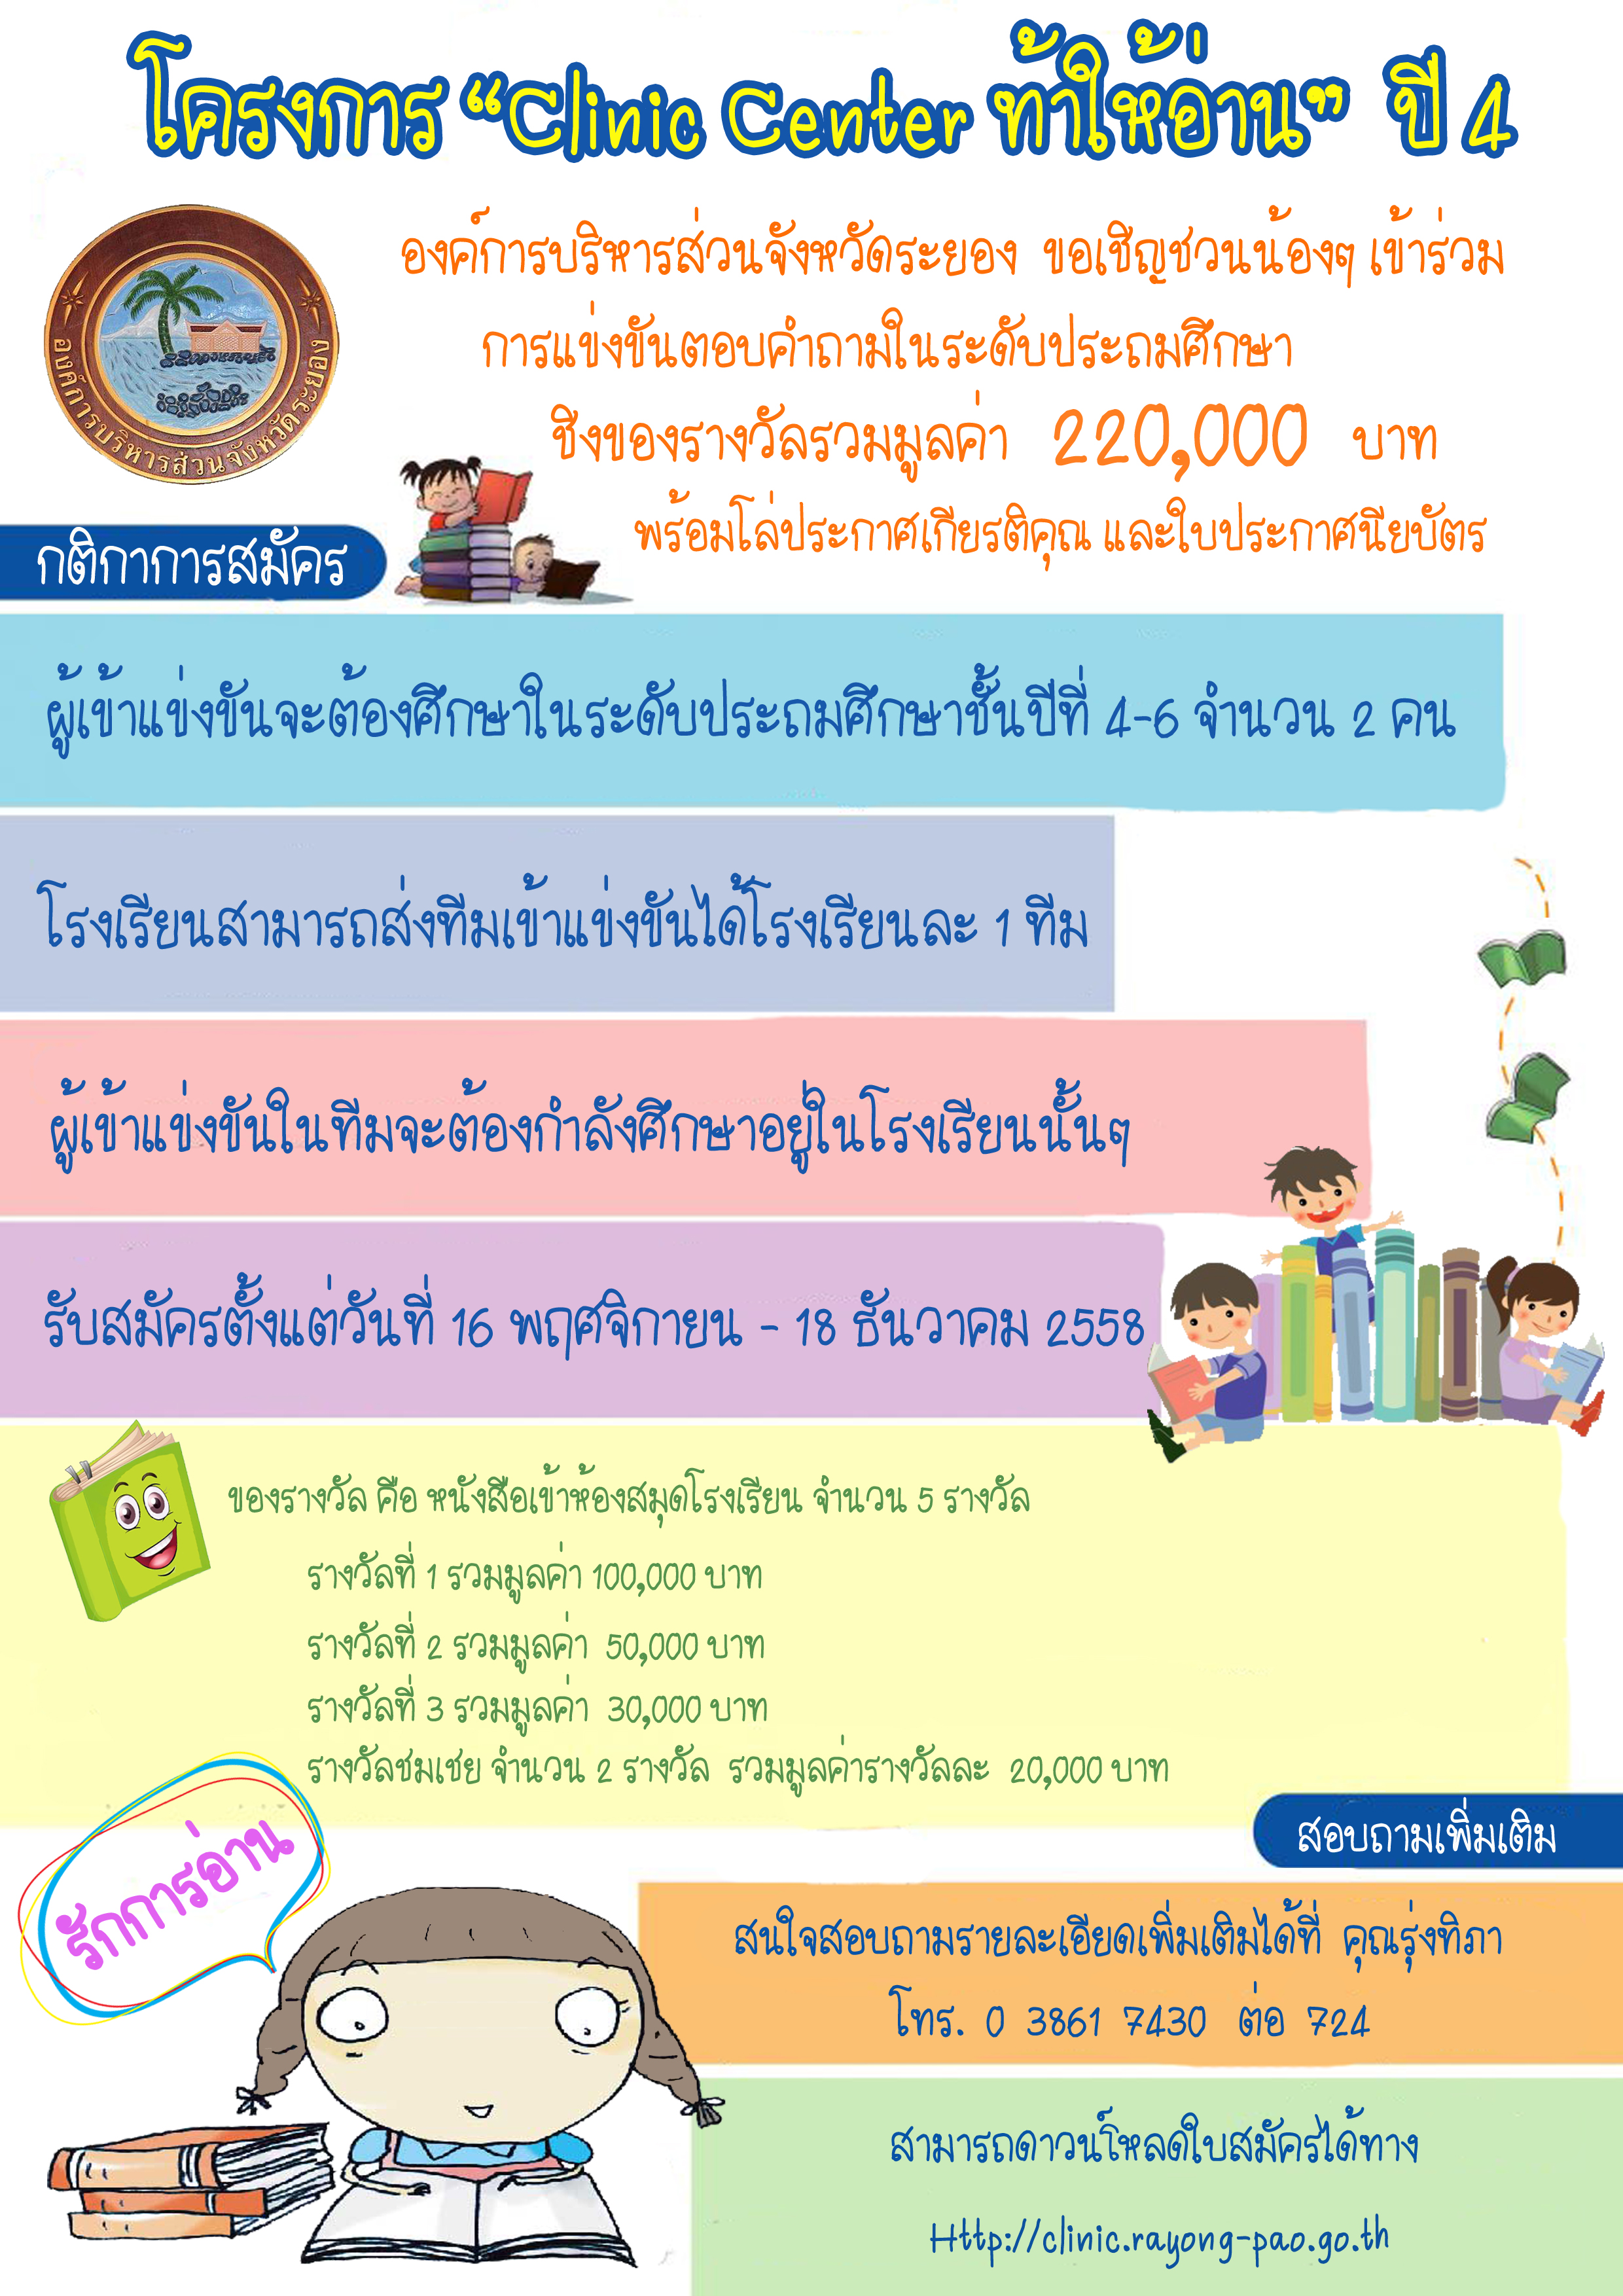 โครงการ “Clinic Center ท้าให้อ่าน” ปี 4
องค์การบริหารส่วนจังหวัดระยอง ขอเชิญชวนน้องๆ เข้าร่วม
การแข่งขันตอบคำถามในระดับประถมศึกษา
ชิงของรางวัลรวมมูลค่า 220,000 บาท
พร้อมโล่ประกาศเกียรติคุณ และใบประกาศนียบัตร
องค์การบริหารส่วนจังหวัดระยอง
กติกาการสมัคร
ผู้เข้าแข่งขันจะต้องศึกษาในระดับประถมศึกษาชั้นปีที่ 4-6 จำนวน 2 คน
โรงเรียนสามารถส่งทีมเข้าแข่งขันได้โรงเรียนละ 1 ทีม
ผู้เข้าแข่งขันในทีมจะต้องกำลังศึกษาอยู่ในโรงเรียนนั้นๆ
รับสมัครตั้งแต่วันที่ 16 พฤศจิกายน - 18 ธันวาคม 2558
ของรางวัล คือ หนังสือเข้าห้องสมุดโรงเรียน จำนวน 5 รางวัล
รางวัลที่ 1 รวมมูลค่า 100,000 บาท
รางวัลที่ 2 รวมมูลค่า 50,000 บาท
รางวัลที่ 3 รวมมูลค่า 30,000 บาท
รางวัลชมเชย จำนวน 2 รางวัล รวมมูลค่ารางวัลละ 20,000 บาท
รักการอ่าน
สอบถามเพิ่มเติม
สนใจสอบถามรายละเอียดเพิ่มเติมได้ที่ คุณรุ่งทิภา
โทร. 0 3861 7430 ต่อ 724
สามารถดาวน์โหลดใบสมัครได้ทาง
Http://clinic.rayong-pao.go.th